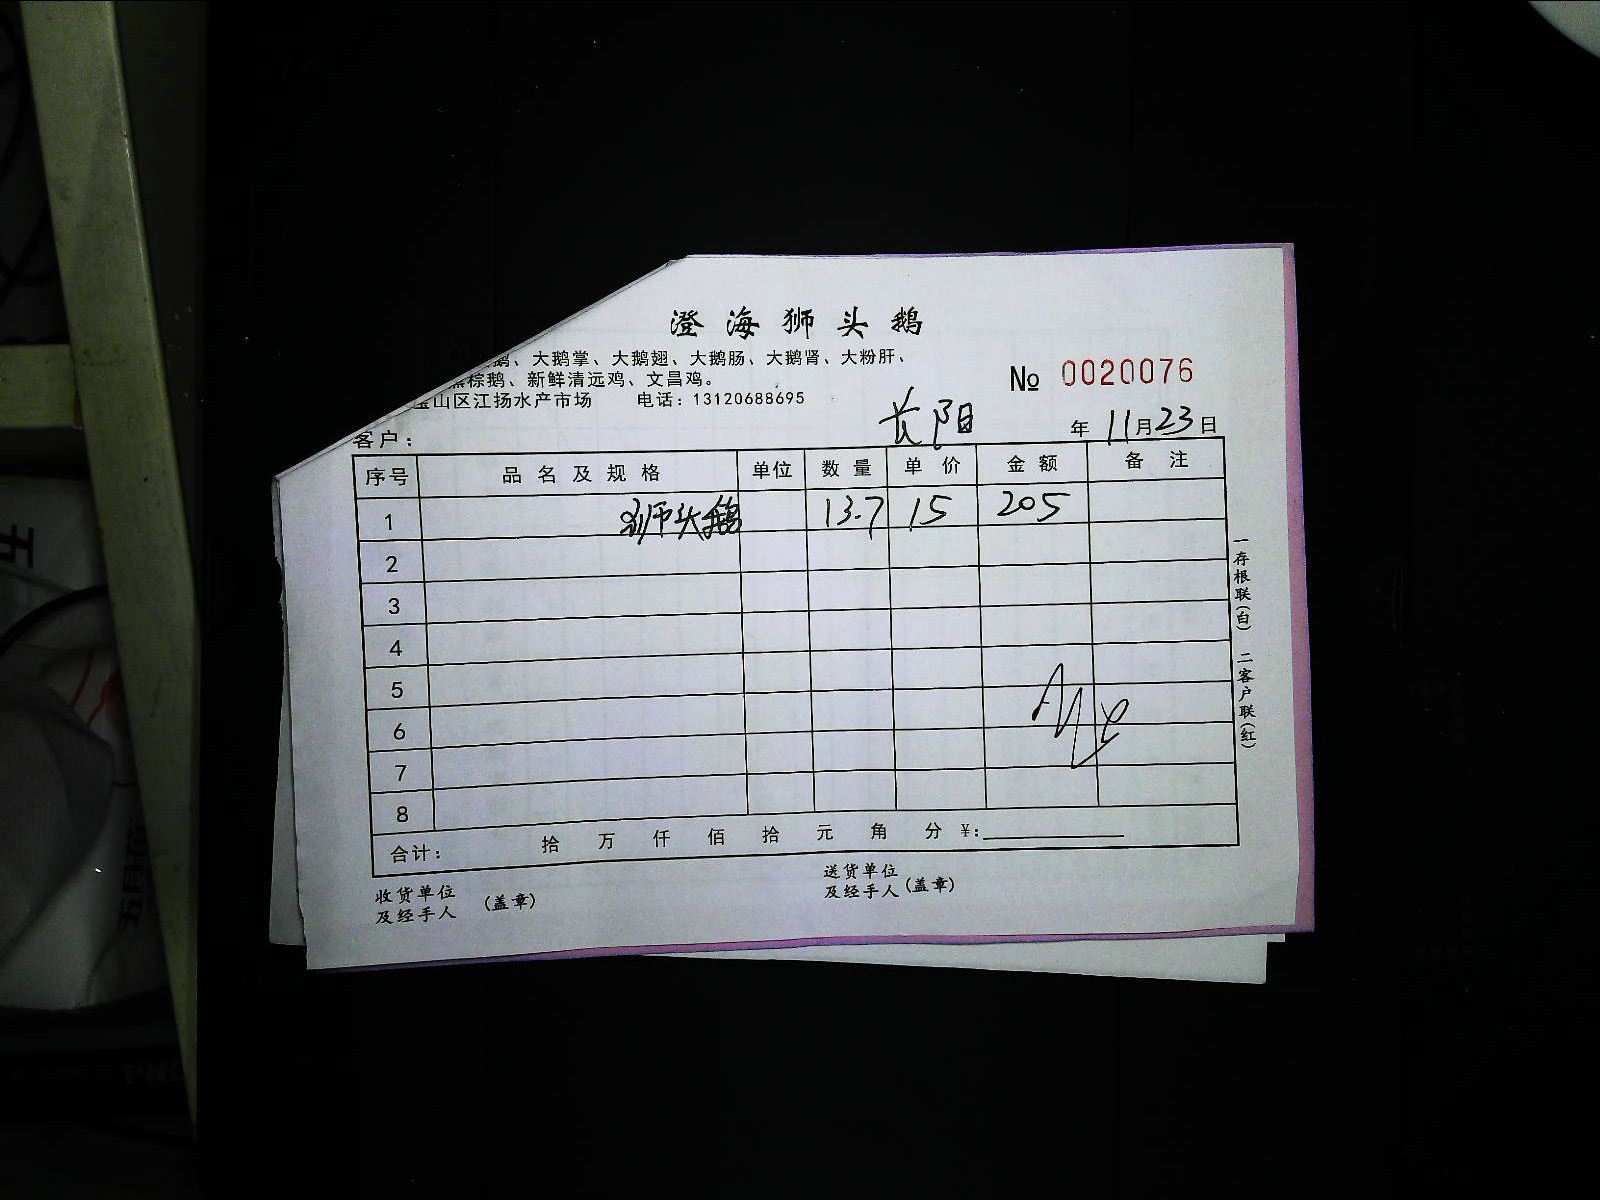 澄海狮头鹅
鹅、大鹅掌、大鹅翅、大鹅肠、大鹅肾、大粉肝、
棕鹅、新鲜清远鸡、文昌鸡。
宝山区江扬水产市场 电话：13120688695
№ 0020076
客户： 长阳 年 11月23日
序号 品名及规格 单位 数量 单价 金额 备注
1 狮头鹅 13.7 15 205
2
3
4
5
6
7
8
合计： 拾 万 仟 佰 拾 元 角 分 ¥:
收货单位及经手人 (盖章)
送货单位及经手人 (盖章)
一存根联(白) 二客户联(红)